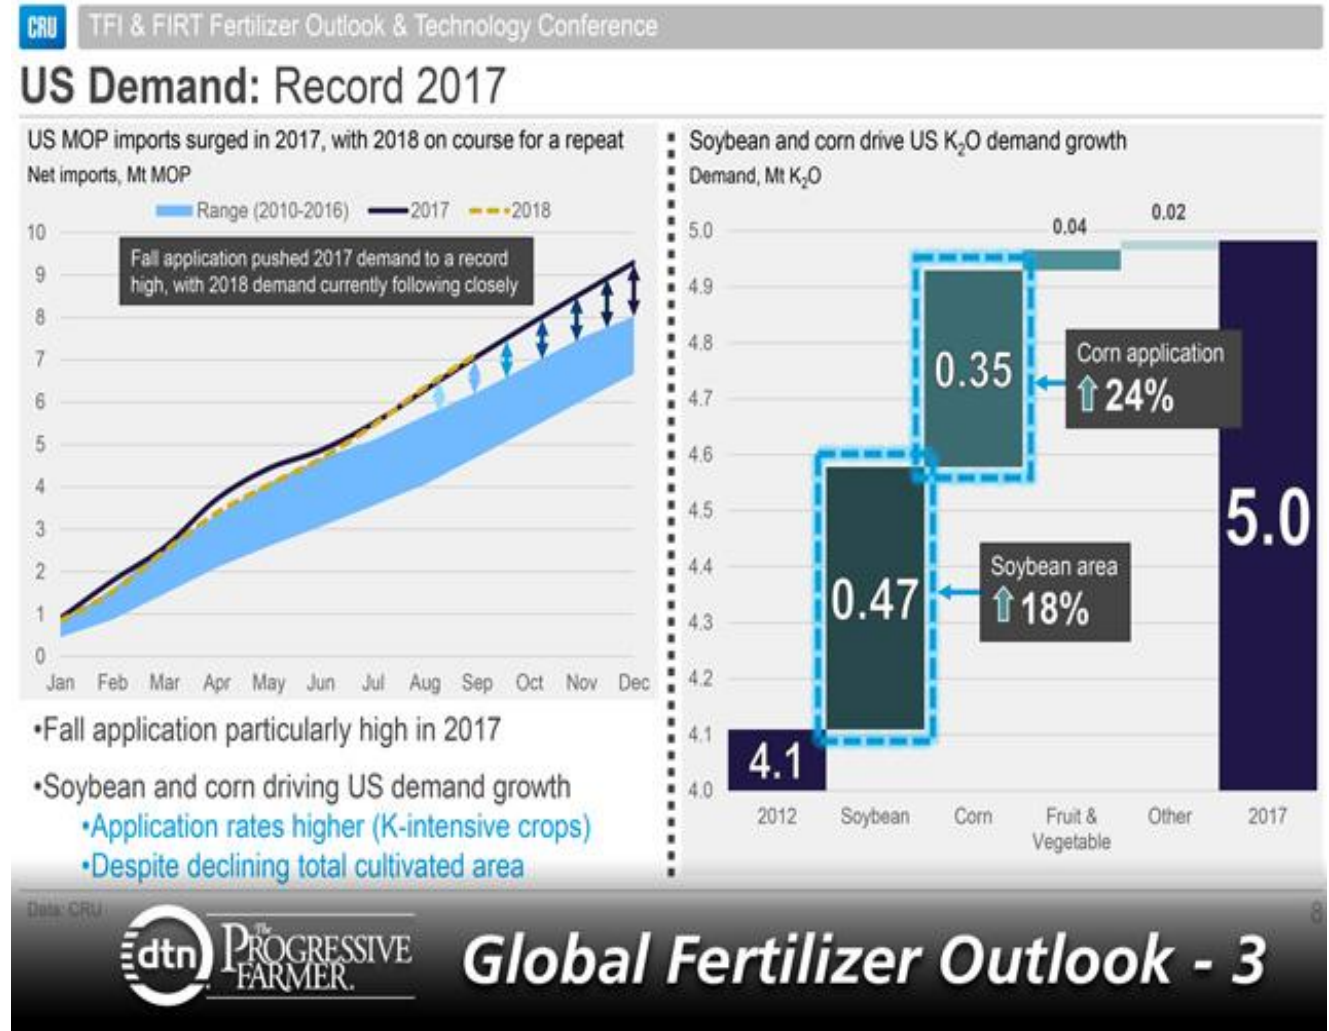 CRU TFI & FIRT Fertilizer Outlook & Technology Conference
US Demand: Record 2017
US MOP imports surged in 2017, with 2018 on course for a repeat
Net imports, Mt MOP
Range (2010-2016) 2017 2018
Fall application pushed 2017 demand to a record
high, with 2018 demand currently following closely
10
9
8
7
6
5
4
3
2
1
0
Jan Feb Mar Apr May Jun Jul Aug Sep Oct Nov Dec
•Fall application particularly high in 2017
•Soybean and corn driving US demand growth
•Application rates higher (K-intensive crops)
•Despite declining total cultivated area
Soybean and corn drive US K₂O demand growth
Demand, Mt K₂O
5.0
4.9
4.8
4.7
4.6
4.5
4.4
4.3
4.2
4.1
4.0
0.04
0.02
0.35
Corn application
24%
5.0
Soybean area
18%
0.47
4.1
2012 Soybean Corn Fruit & Vegetable Other 2017
Data: CRU
8
dtn The PROGRESSIVE FARMER.
Global Fertilizer Outlook - 3